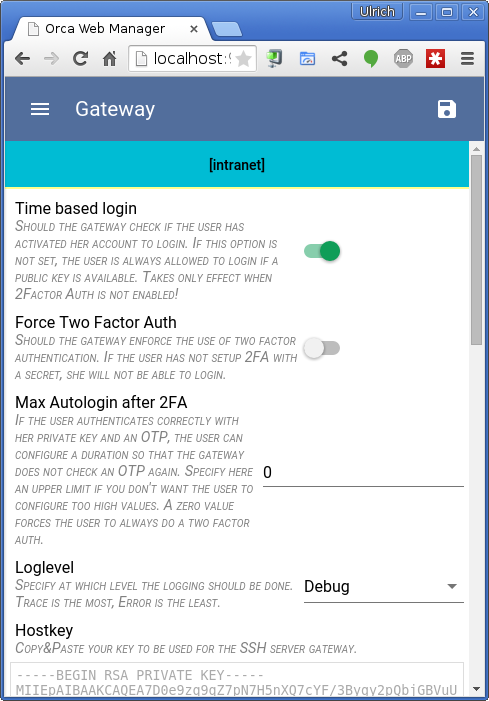 Ulrich
Orca Web Manager
localhost:9
ABP
Gateway
[intranet]
Time based login
Should the gateway check if the user has
activated her account to login. If this option is
not set, the user is always allowed to login if a
public key is available. Takes only effect when
2Factor Auth is not enabled!
Force Two Factor Auth
Should the gateway enforce the use of two factor
authentication. If the user has not setup 2FA with
a secret, she will not be able to login.
Max Autologin after 2FA
If the user authenticates correctly with
her private key and an OTP, the user can
configure a duration so that the gateway
does not check an OTP again. Specify here
an upper limit if you don't want the user to
configure too high values. A zero value
forces the user to always do a two factor
auth.
0
Loglevel
Specify at which level the logging should be done.
Trace is the most, Error is the least.
Debug
Hostkey
Copy&Paste your key to be used for the SSH server gateway.
-----BEGIN RSA PRIVATE KEY-----